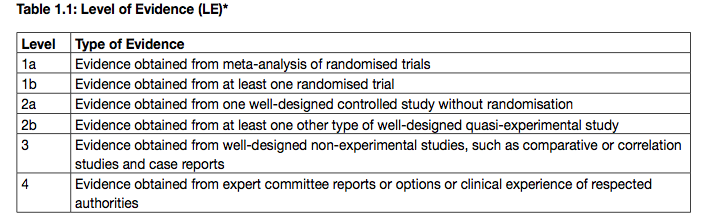 Table 1.1: Level of Evidence (LE)*
Level Type of Evidence
1a Evidence obtained from meta-analysis of randomised trials
1b Evidence obtained from at least one randomised trial
2a Evidence obtained from one well-designed controlled study without randomisation
2b Evidence obtained from at least one other type of well-designed quasi-experimental study
3 Evidence obtained from well-designed non-experimental studies, such as comparative or correlation
studies and case reports
4 Evidence obtained from expert committee reports or options or clinical experience of respected
authorities